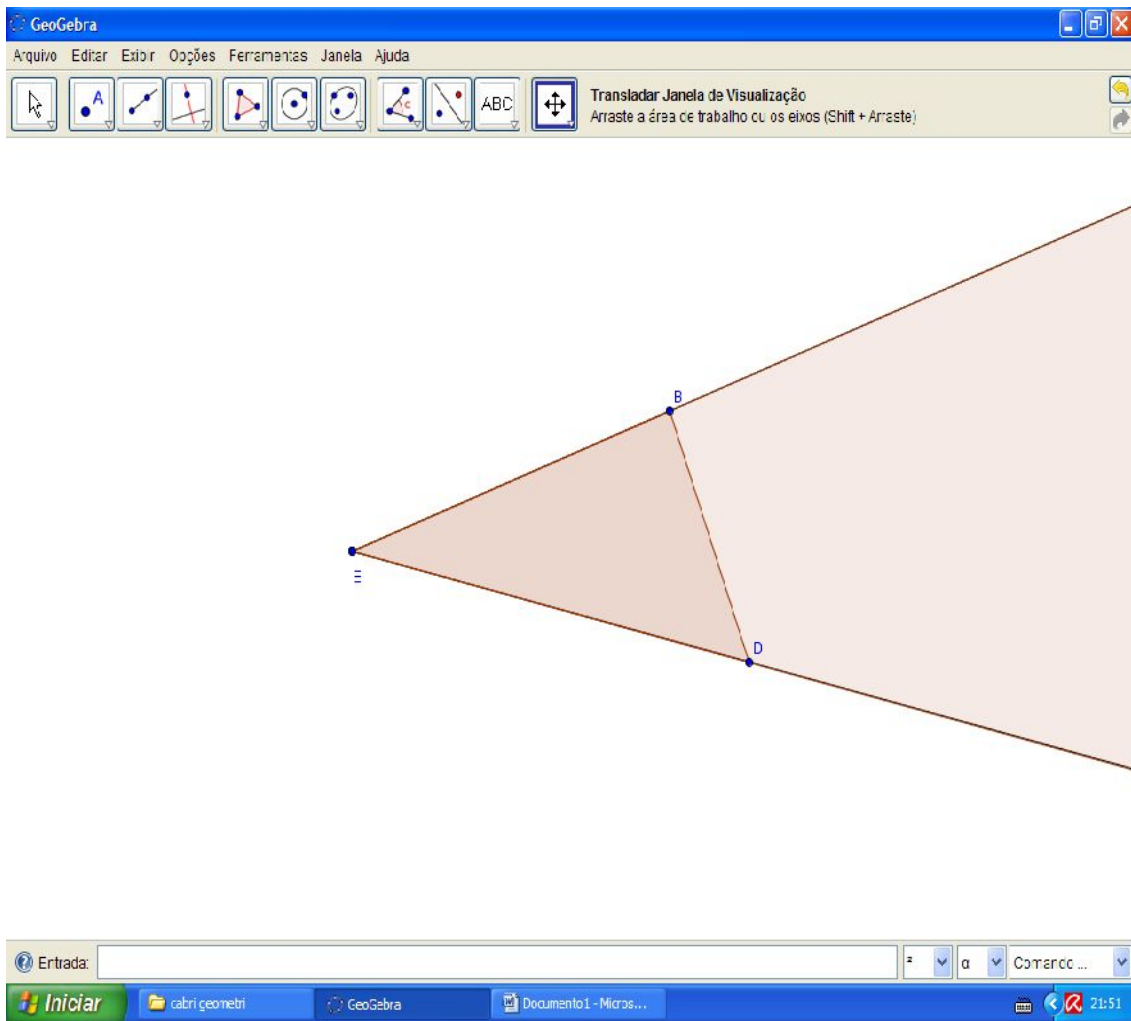 GeoGebra
Arquivo Editar Exibir Opções Ferramentas Janela Ajuda
A
c
ABC
Transladar Janela de Visualização
Arraste a área de trabalho ou os eixos (Shift + Arraste)
B
E
D
Entrada:
²
α
Comando ...
Iniciar
cabri geometri
GeoGebra
Documento1 - Micros...
21:51